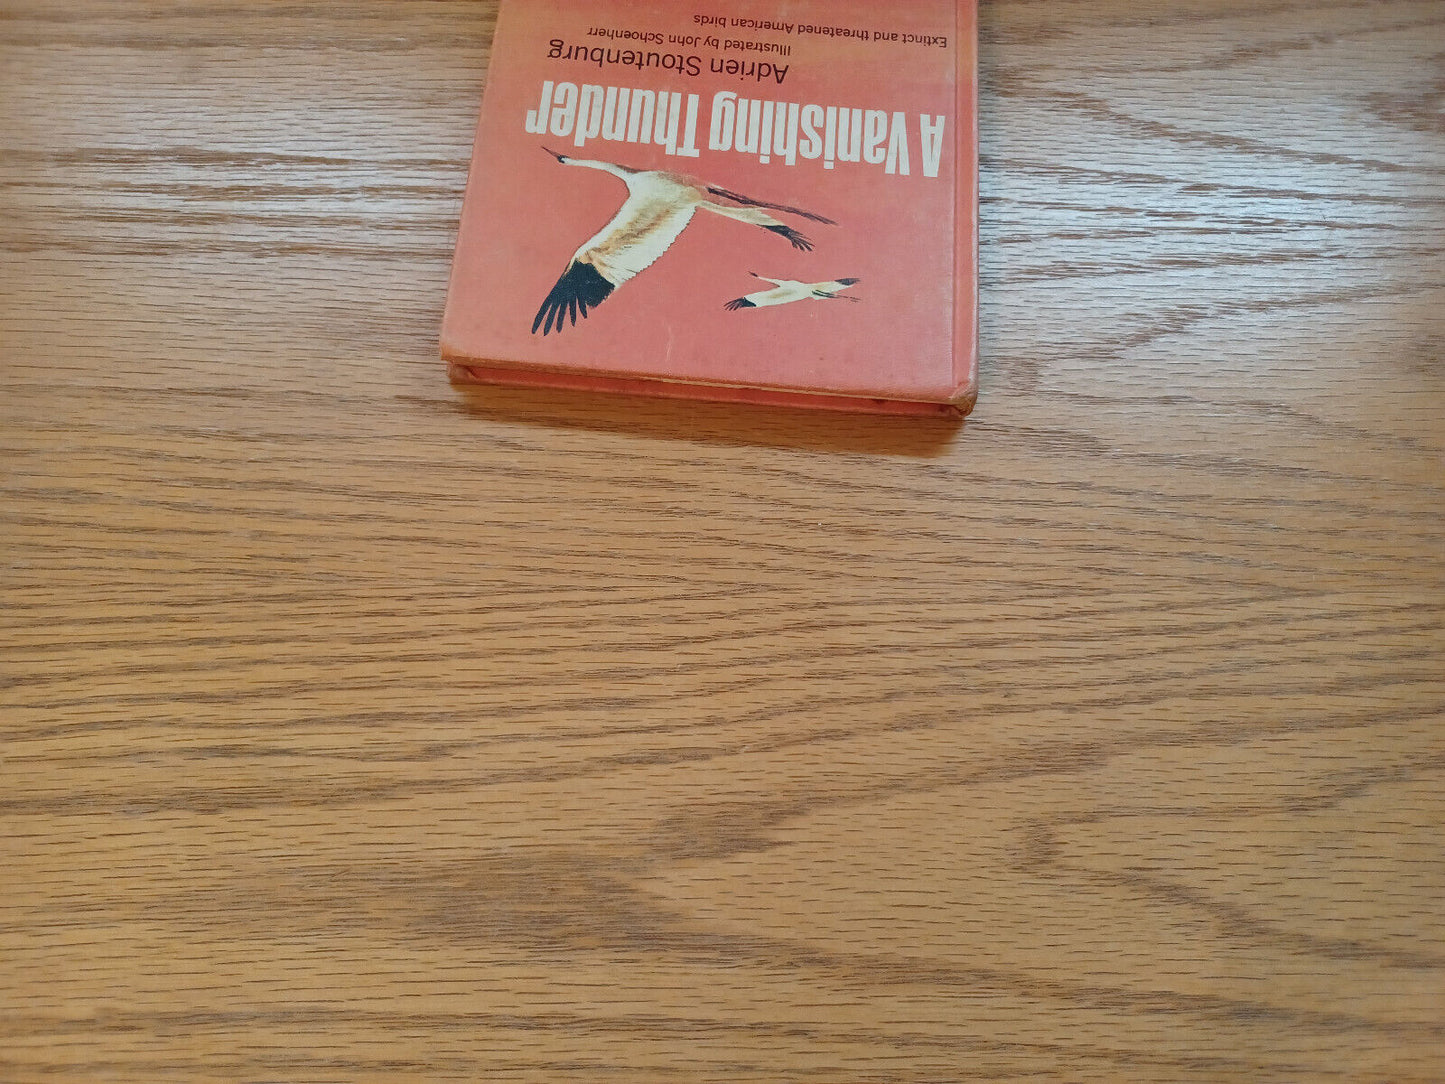 A Vanishing Thunder
Adrien Stoutenburg
Illustrated by John Schoenherr
Extinct and threatened American birds